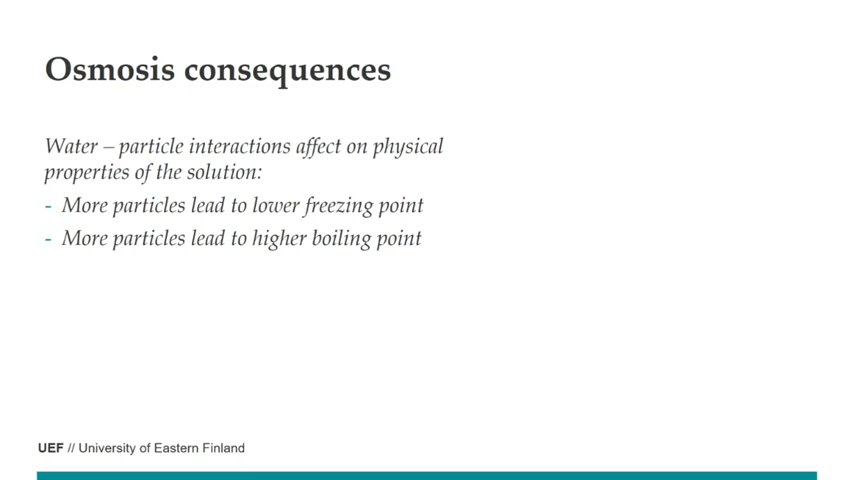 Osmosis consequences
Water – particle interactions affect on physical
properties of the solution:
- More particles lead to lower freezing point
- More particles lead to higher boiling point
UEF // University of Eastern Finland